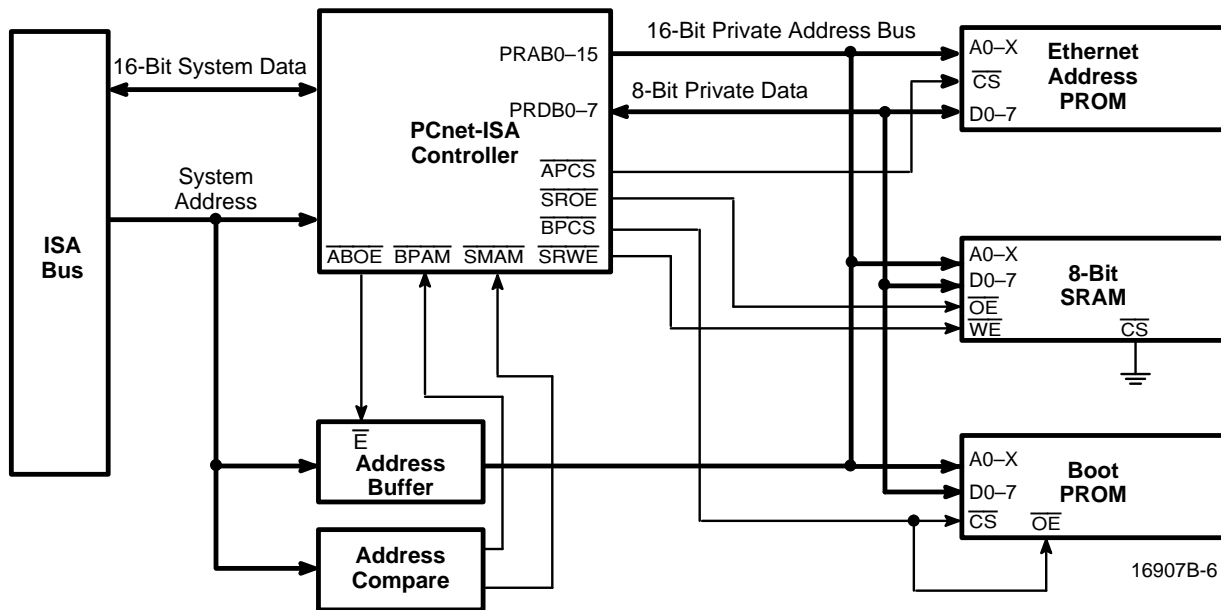 16-Bit System Data
System
Address
ISA
Bus
PRAB0–15
PRDB0–7
PCnet-ISA
Controller
APCS
SROE
BPCS
ABOE BPAM SMAM SRWE
16-Bit Private Address Bus
8-Bit Private Data
A0–X
CS
D0–7
Ethernet
Address
PROM
A0–X
D0–7
OE
WE
CS
8-Bit
SRAM
E
Address
Buffer
Address
Compare
A0–X
D0–7
CS
OE
Boot
PROM
16907B-6